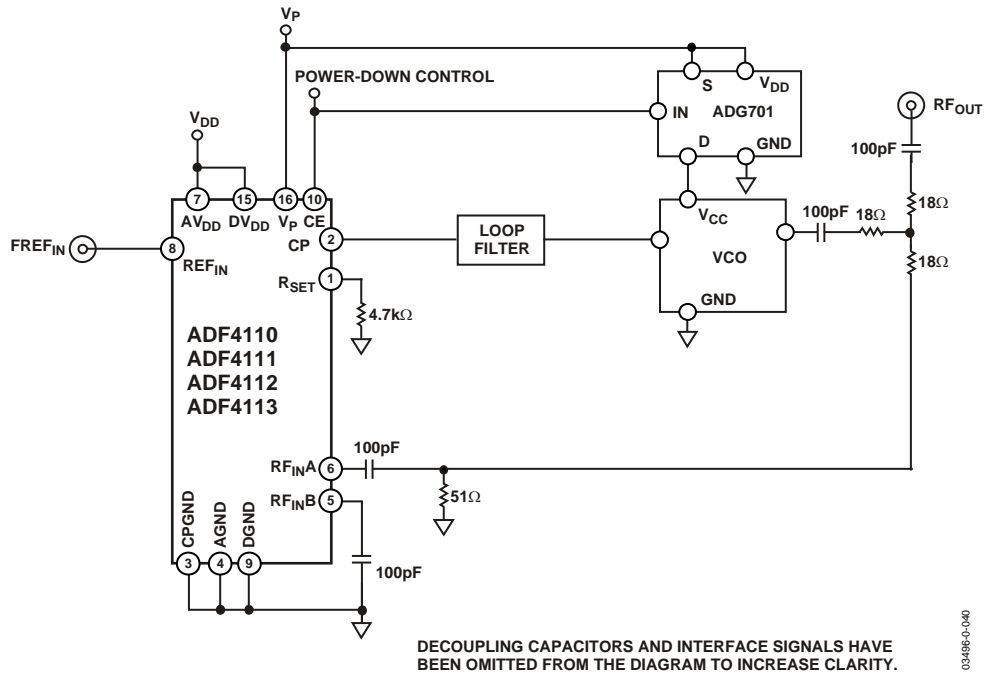 VP
POWER-DOWN CONTROL
S
VDD
ADG701
IN
D
GND
RFOUT
100pF
VDD
7
15
16
10
AVDD
DVDD
VP
CE
CP
2
LOOP
FILTER
VCC
VCO
GND
100pF
18Ω
18Ω
18Ω
FREFIN
8
REFIN
RSET
1
4.7kΩ
ADF4110
ADF4111
ADF4112
ADF4113
100pF
RFINA
6
RFINB
5
51Ω
CPGND
AGND
DGND
3
4
9
100pF
DECOUPLING CAPACITORS AND INTERFACE SIGNALS HAVE
BEEN OMITTED FROM THE DIAGRAM TO INCREASE CLARITY.
03496-0-040